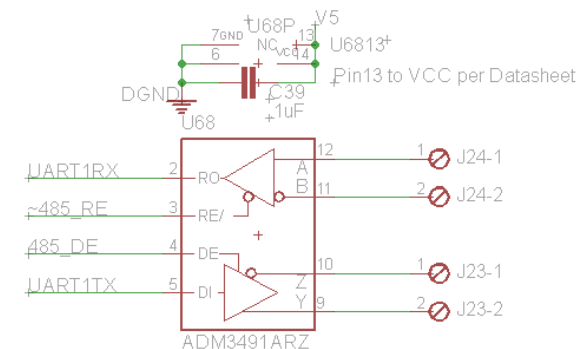 U68P V5
7 GND 13
NC U6813
6 VCC 14
Pin13 to VCC per Datasheet
DGND C39
1uF
U68
UART1RX 2 RO A 12 1 J24-1
B 11 2 J24-2
~485_RE 3 RE/
485_DE 4 DE 10 1 J23-1
UART1TX 5 DI Z
Y 9 2 J23-2
ADM3491ARZ